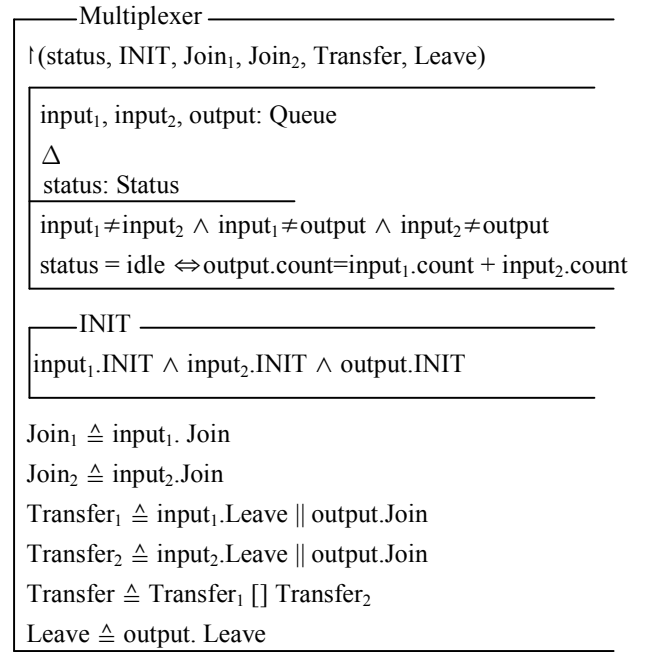 Multiplexer
↾(status, INIT, Join₁, Join₂, Transfer, Leave)
input₁, input₂, output: Queue
Δ
status: Status
input₁≠input₂ ∧ input₁≠output ∧ input₂≠output
status = idle ⇔output.count=input₁.count + input₂.count
INIT
input₁.INIT ∧ input₂.INIT ∧ output.INIT
Join₁ ≙ input₁. Join
Join₂ ≙ input₂.Join
Transfer₁ ≙ input₁.Leave || output.Join
Transfer₂ ≙ input₂.Leave || output.Join
Transfer ≙ Transfer₁ [] Transfer₂
Leave ≙ output. Leave